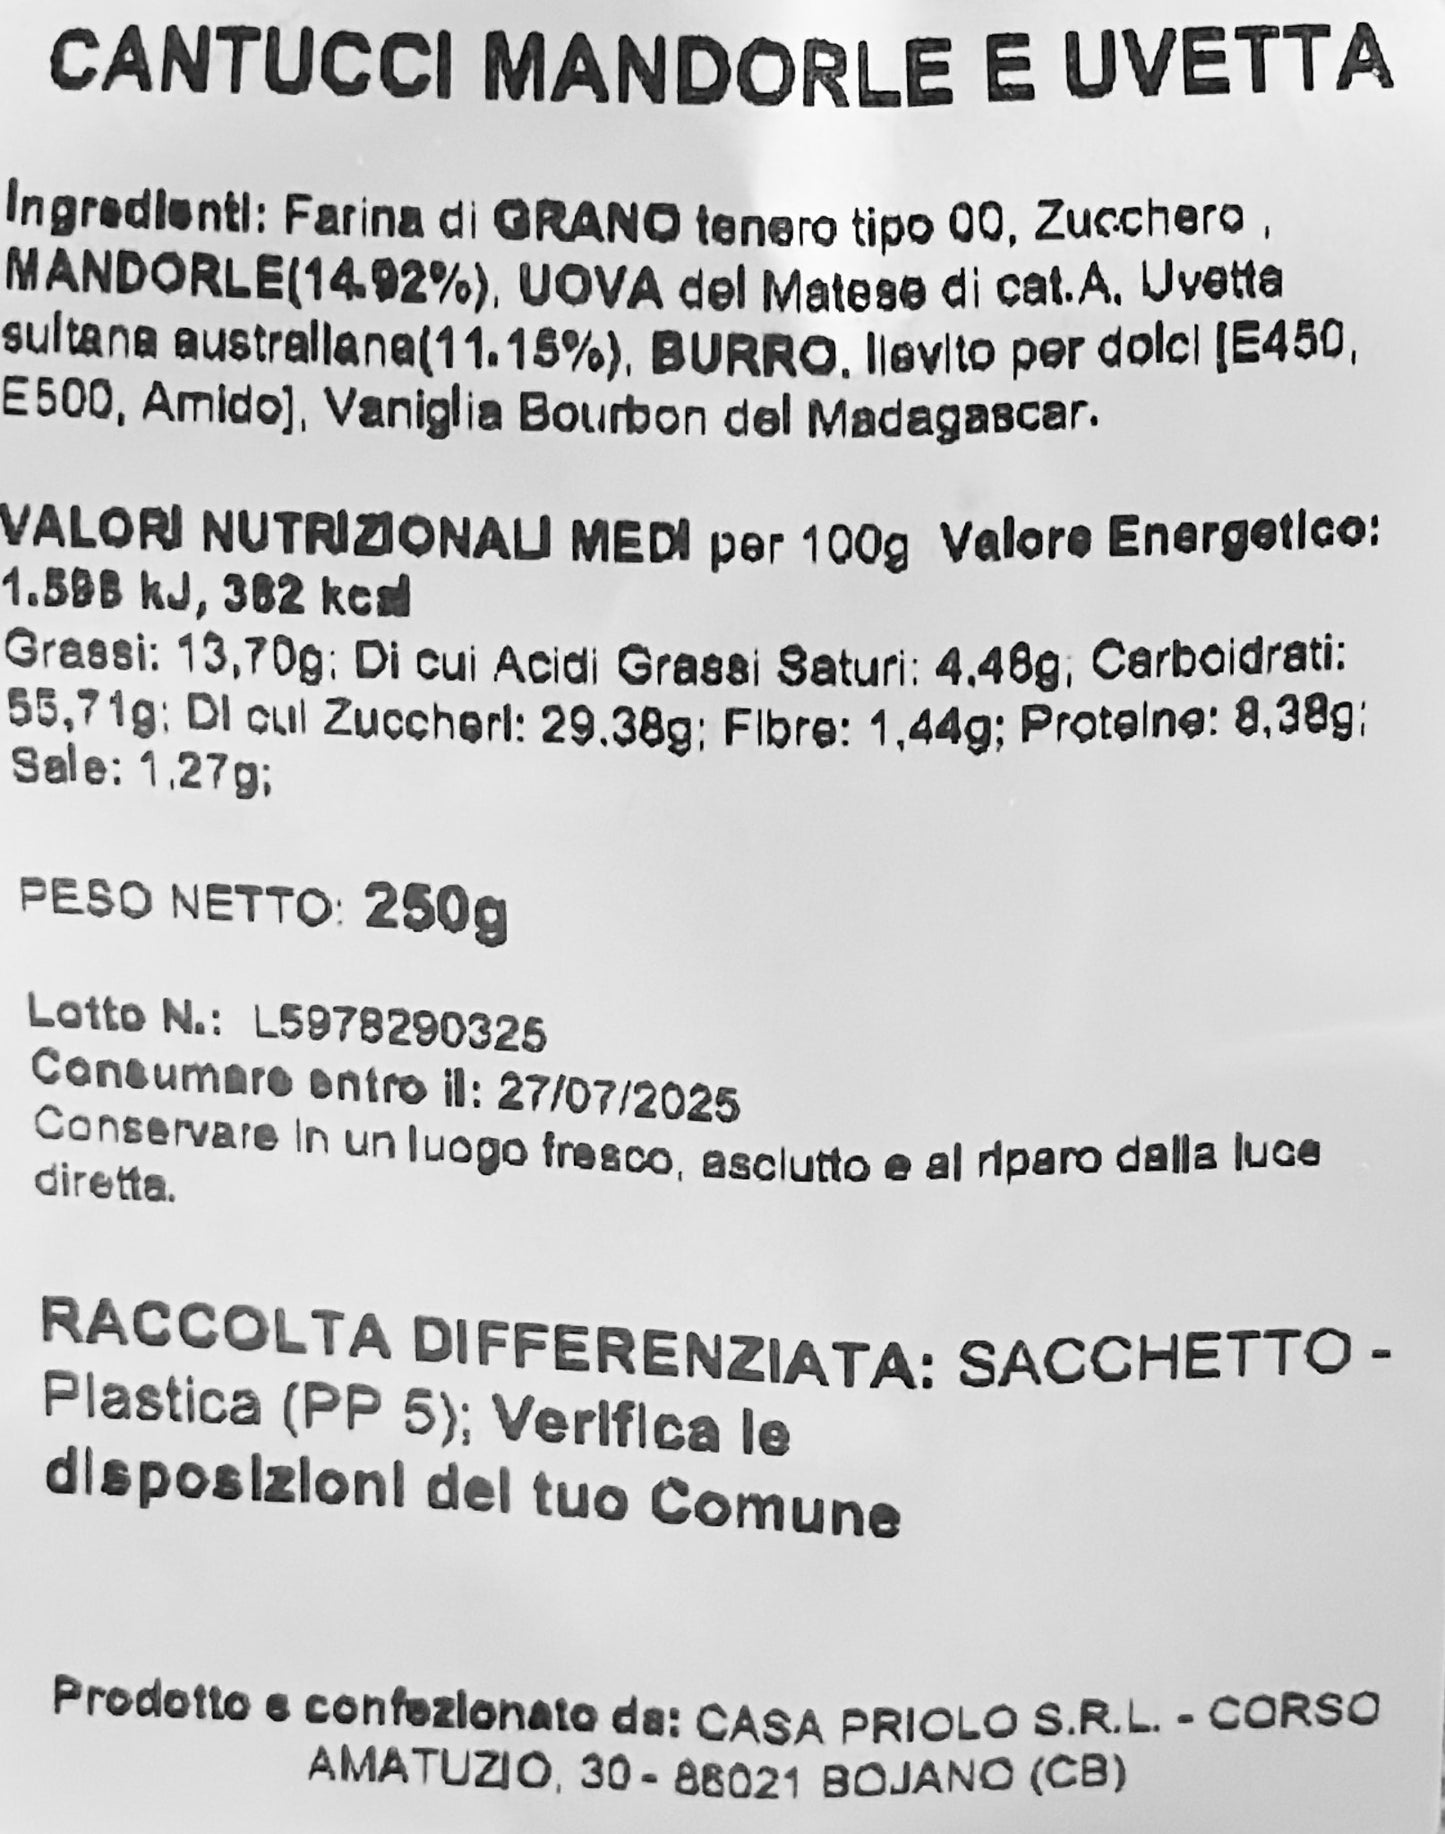 CANTUCCI MANDORLE E UVETTA
Ingredienti: Farina di GRANO tenero tipo 00, Zucchero ,
MANDORLE(14.92%), UOVA del Matese di cat.A, Uvetta
sultana australiana(11.15%), BURRO, lievito per dolci [E450,
E500, Amido], Vaniglia Bourbon del Madagascar.
VALORI NUTRIZIONALI MEDI per 100g Valore Energetico:
kJ, 382 kcal
Grassi: 13,70g; Di cui Acidi Grassi Saturi: 4,48g; Carboidrati:
55,71g; Di cui Zuccheri: 29,38g; Fibre: 1,44g; Proteine: 8,38g;
Sale: 1,27g;
PESO NETTO: 250g
Lotto N.: L5978290325
Consumare entro il: 27/07/2025
Conservare in un luogo fresco, asciutto e al riparo dalla luce
diretta.
RACCOLTA DIFFERENZIATA: SACCHETTO -
Plastica (PP 5); Verifica le
disposizioni del tuo Comune
Prodotto e confezionato da: CASA PRIOLO S.R.L. - CORSO
AMATUZIO, 30 - 86021 BOJANO (CB)